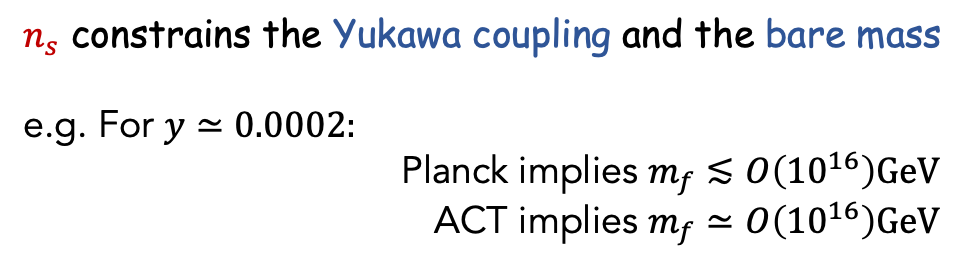 n_s constrains the Yukawa coupling and the bare mass
e.g. For y ≃ 0.0002:
Planck implies m_f ≲ O(10^16)GeV
ACT implies m_f ≃ O(10^16)GeV